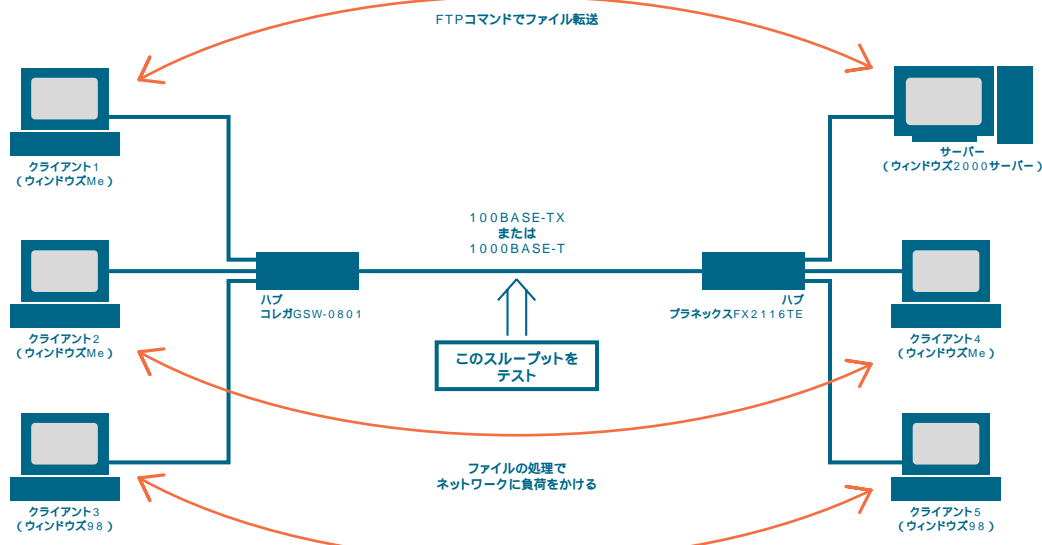 FTPコマンドでファイル転送
クライアント1
(ウィンドウズMe)
サーバー
(ウィンドウズ2000サーバー)
100BASE-TX
または
1000BASE-T
ハブ
コレガGSW-0801
ハブ
プラネックスFX2116TE
クライアント2
(ウィンドウズMe)
このスループットを
テスト
クライアント4
(ウィンドウズMe)
ファイルの処理で
ネットワークに負荷をかける
クライアント3
(ウィンドウズ98)
クライアント5
(ウィンドウズ98)